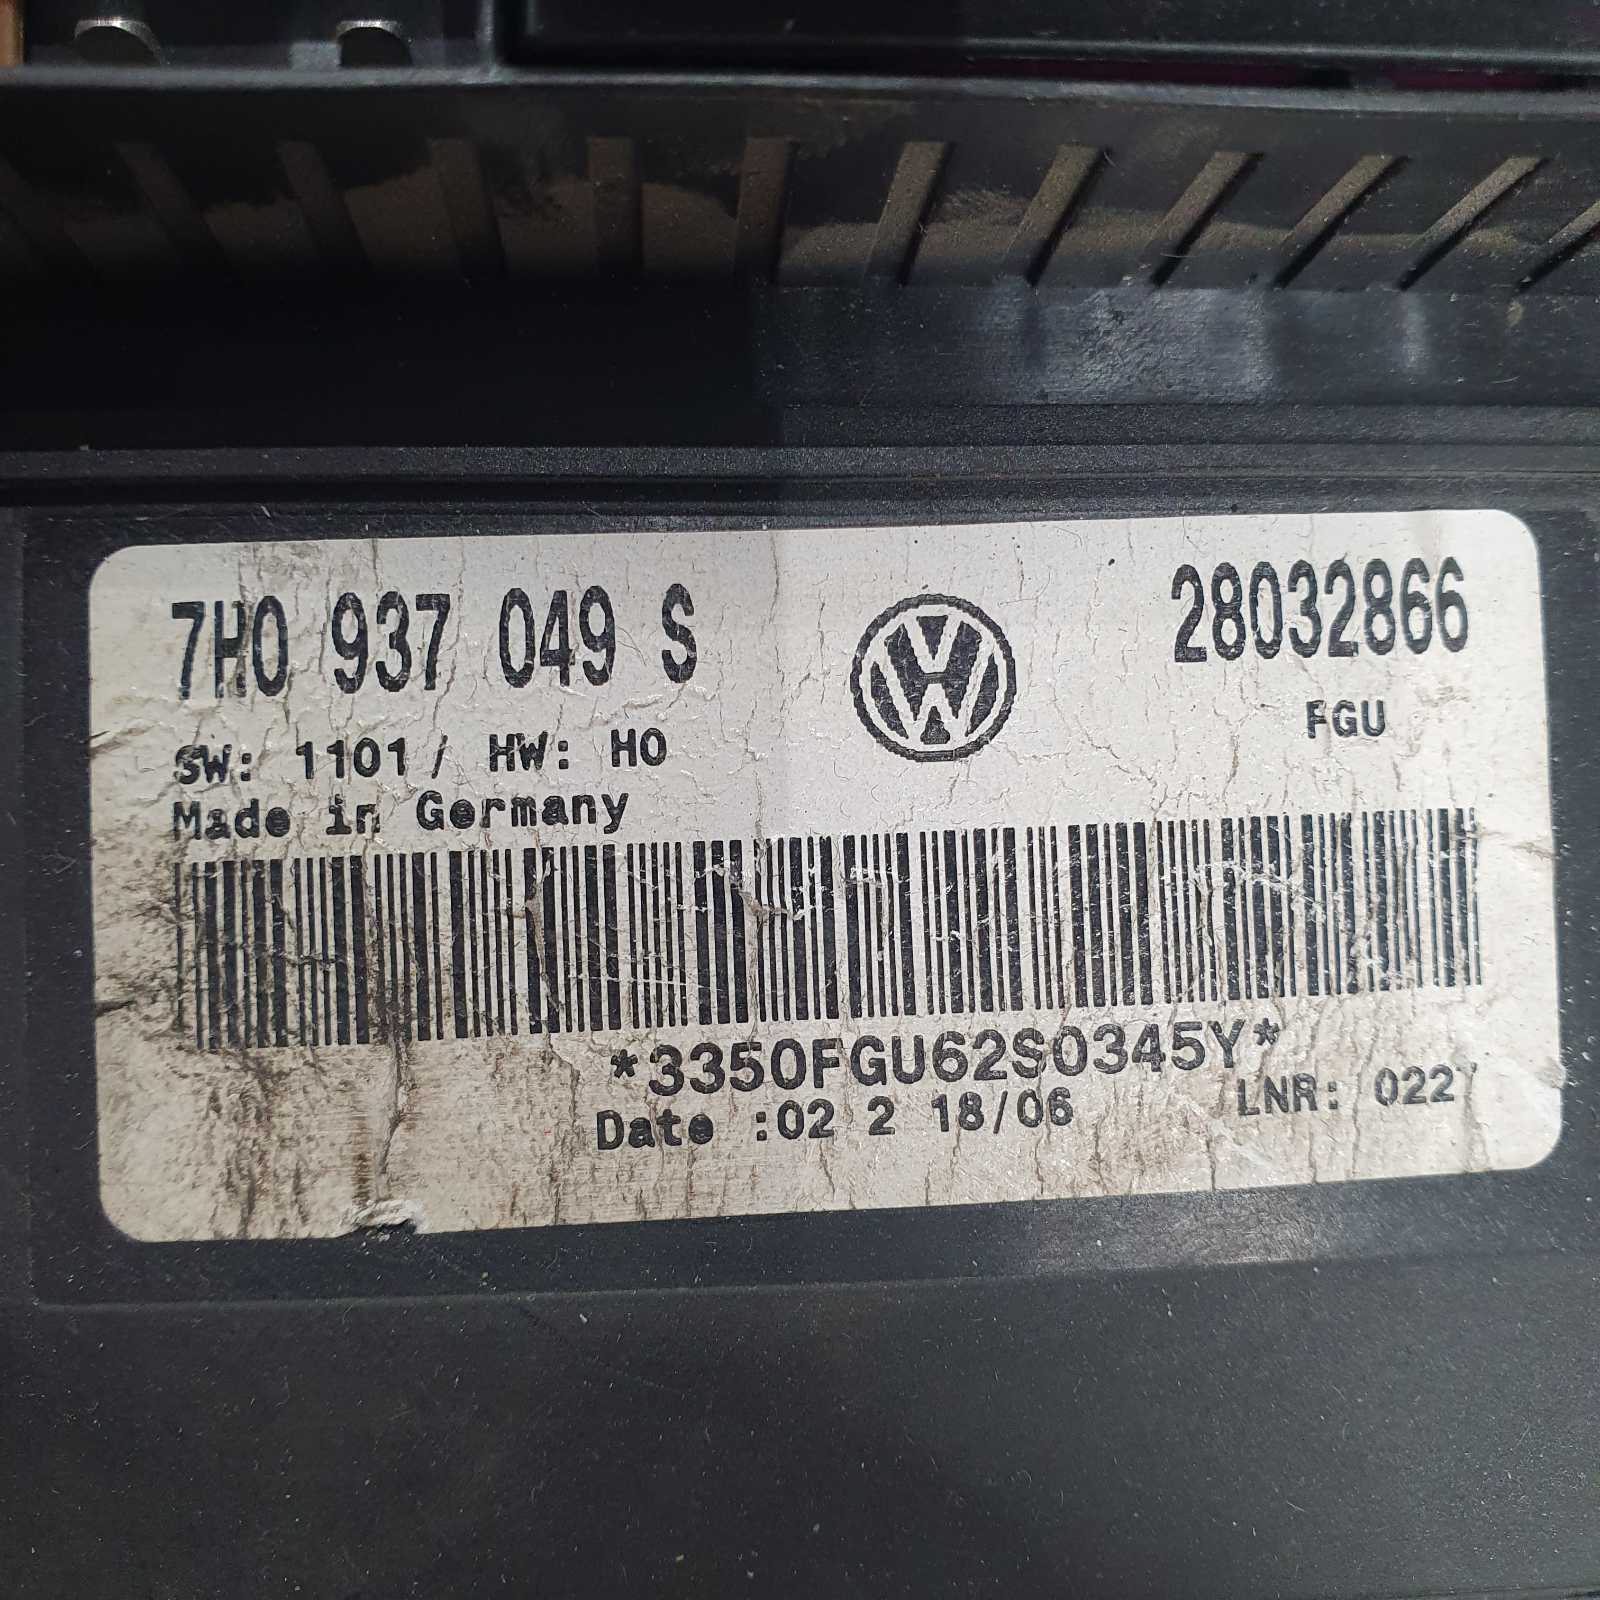 7H0 937 049 S
28032866
FGU
SW: 1101/ HW: H0
Made in Germany
*3350FGU62S0345Y*
Date :02 2 18/06
LNR: 0227